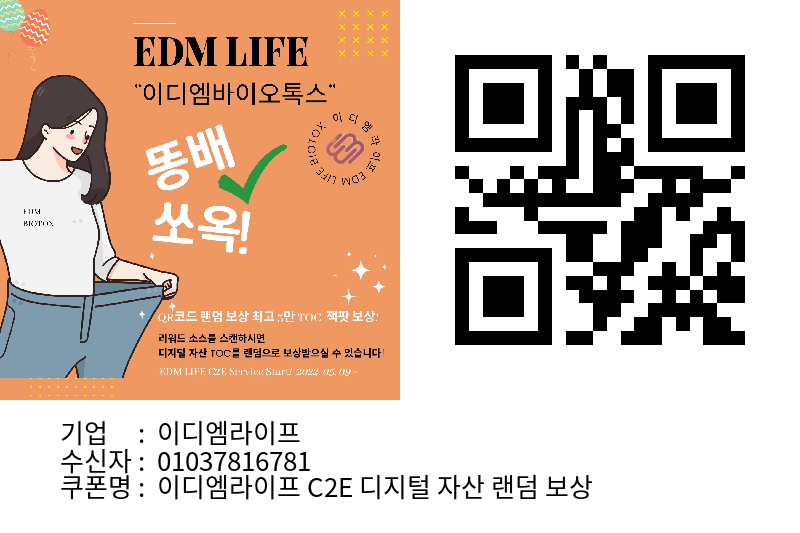 EDM LIFE
"이디엠바이오톡스"
똥배
쏘옥!
이디엠라이프 EDM LIFE BIOTOX
EDM
BIOTOX
QR코드 랜덤 보상 최고 5만 TOC 잭팟 보상!
리워드 소스를 스캔하시면
디지털 자산 TOC를 랜덤으로 보상받으실 수 있습니다!
EDM LIFE C2E Service Start! 2022. 05. 09 ~
기업 : 이디엠라이프
수신자 : 01037816781
쿠폰명 : 이디엠라이프 C2E 디지털 자산 랜덤 보상